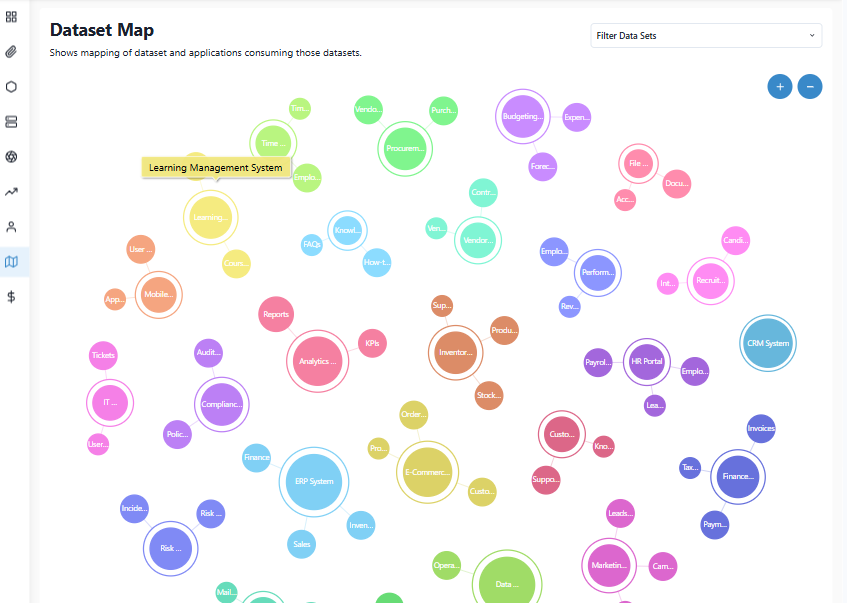 Dataset Map
Shows mapping of dataset and applications consuming those datasets.
Filter Data Sets
+
−
Tim...
Vendo...
Purch...
Budgeting...
Expen...
Time ...
Procurem...
Forec...
File ...
Learning Management System
Emplo...
Docu...
Acc...
Contr...
Learning...
Ven...
Knowl...
Vendor...
FAQs
Candi...
User ...
Emplo...
Cours...
How-t...
Perform...
Int...
Recruit...
App...
Mobile...
Rev...
Sup...
Reports
Produ...
KPIs
CRM System
Tickets
Audit...
Analytics ...
Inventor...
Payrol...
HR Portal
Emplo...
Stock...
IT ...
Complianc...
Lea...
Order...
User...
Polic...
Custo...
Invoices
Pro...
Kno...
Finance
E-Commerc...
Tax...
ERP System
Suppo...
Finance...
Custo...
Incide...
Risk ...
Leads...
Inven...
Paym...
Sales
Risk ...
Opera...
Marketin...
Cam...
Data ...
Mail...